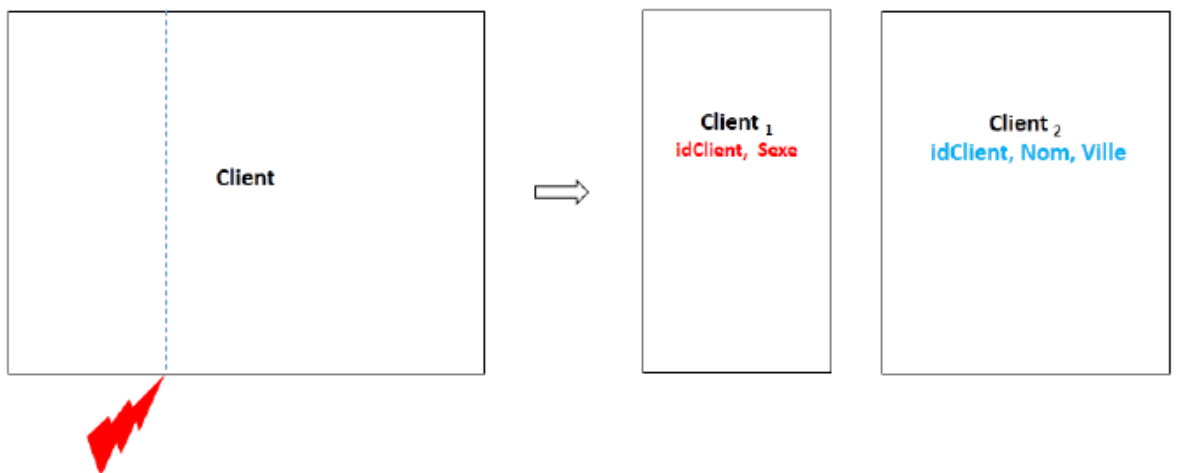 Client
Client 1
idClient, Sexe
Client 2
idClient, Nom, Ville